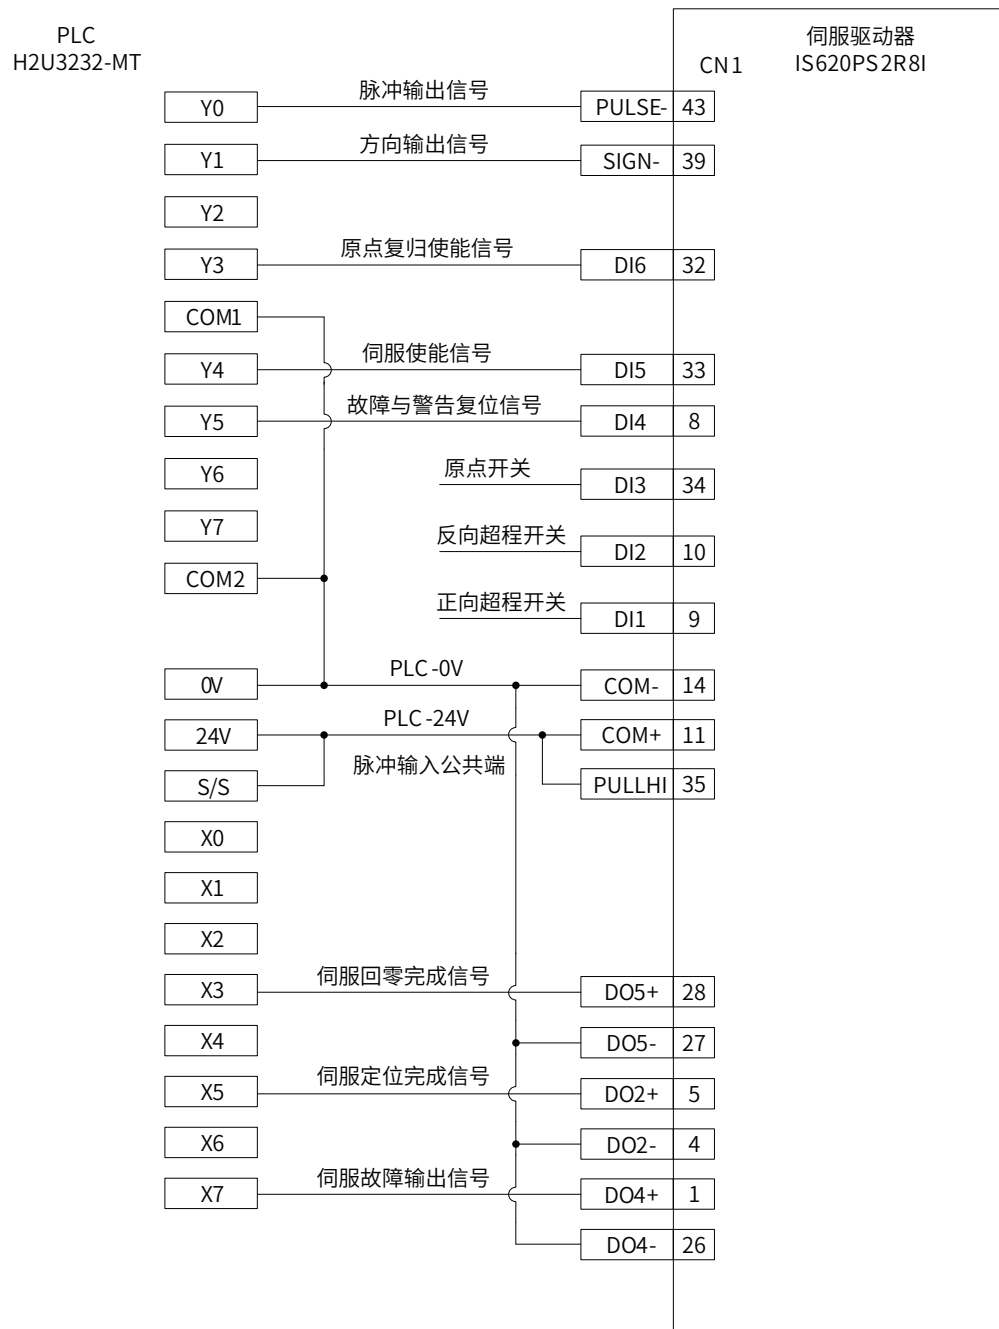 PLC
H2U3232-MT
伺服驱动器
IS620PS2R8I
CN1
Y0
脉冲输出信号
PULSE-
43
Y1
方向输出信号
SIGN-
39
Y2
Y3
原点复归使能信号
DI6
32
COM1
Y4
伺服使能信号
DI5
33
Y5
故障与警告复位信号
DI4
8
Y6
原点开关
DI3
34
Y7
反向超程开关
DI2
10
COM2
正向超程开关
DI1
9
0V
PLC-0V
COM-
14
24V
PLC-24V
COM+
11
S/S
脉冲输入公共端
PULLHI
35
X0
X1
X2
X3
伺服回零完成信号
DO5+
28
X4
DO5-
27
X5
伺服定位完成信号
DO2+
5
X6
DO2-
4
X7
伺服故障输出信号
DO4+
1
DO4-
26